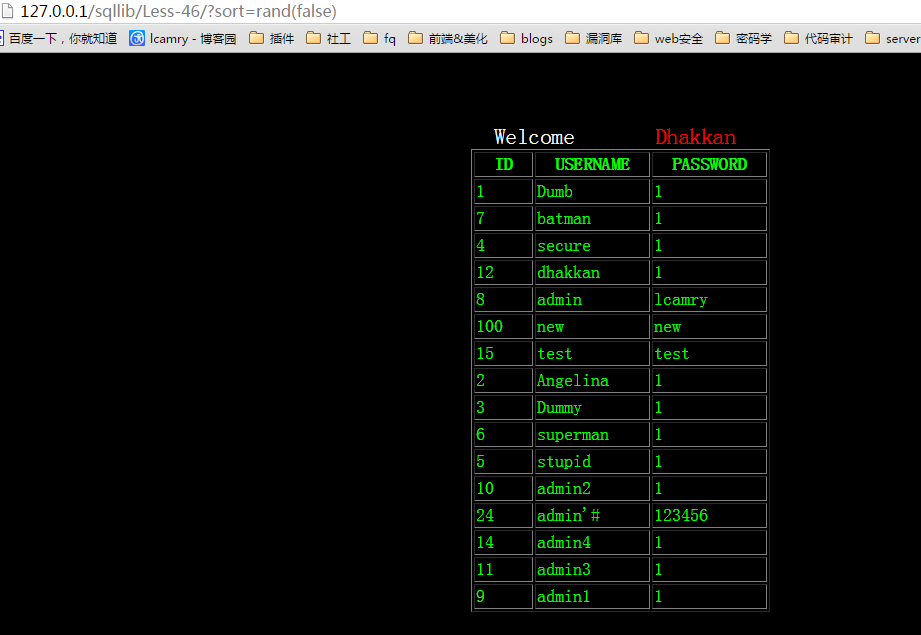 127.0.0.1/sqllib/Less-46/?sort=rand(false)
百度一下，你就知道 lcamry - 博客园 插件 社工 fq 前端&美化 blogs 漏洞库 web安全 密码学 代码审计 server
Welcome Dhakkan
ID USERNAME PASSWORD
1 Dumb 1
7 batman 1
4 secure 1
12 dhakkan 1
8 admin lcamry
100 new new
15 test test
2 Angelina 1
3 Dummy 1
6 superman 1
5 stupid 1
10 admin2 1
24 admin'# 123456
14 admin4 1
11 admin3 1
9 admin1 1